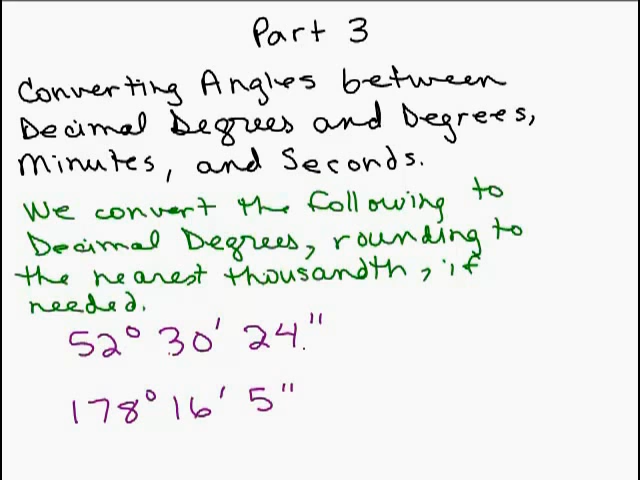 Part 3
Converting Angles between
Decimal Degrees and Degrees,
Minutes, and Seconds.
We convert the following to
Decimal Degrees, rounding to
the nearest thousandth, if
needed.
52° 30' 24"
178° 16' 5"